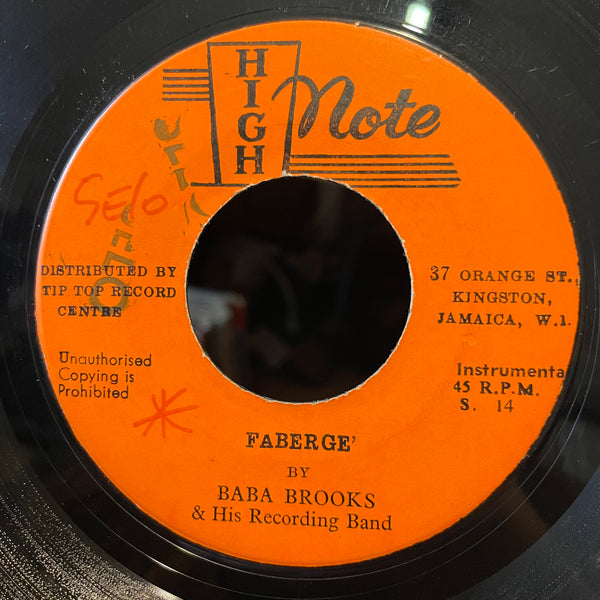 HIGH Note
DISTRIBUTED BY
TIP TOP RECORD
CENTRE
37 ORANGE ST.,
KINGSTON,
JAMAICA, W.I.
Unauthorised
Copying is
Prohibited
Instrumenta
45 R.P.M.
S. 14
FABERGE'
BY
BABA BROOKS
& His Recording Band